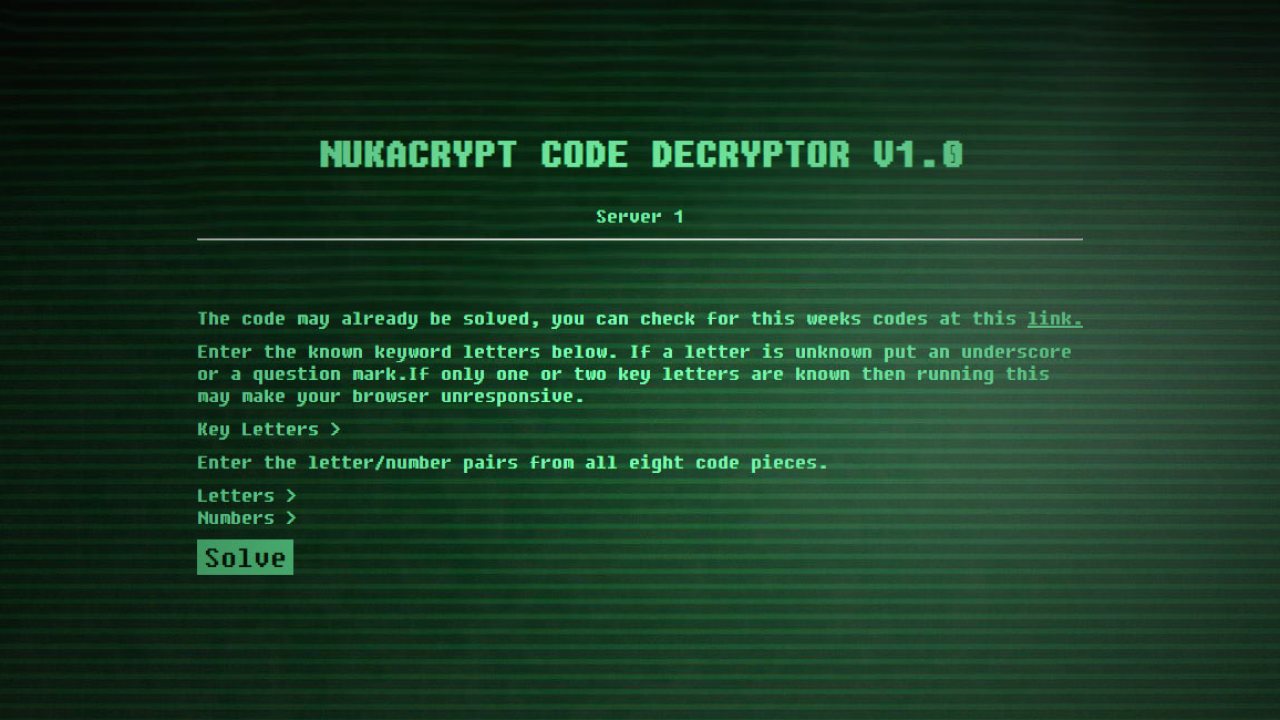 NUKACRYPT CODE DECRYPTOR V1.0
Server 1
The code may already be solved, you can check for this weeks codes at this link.
Enter the known keyword letters below. If a letter is unknown put an underscore
or a question mark.If only one or two key letters are known then running this
may make your browser unresponsive.
Key Letters >
Enter the letter/number pairs from all eight code pieces.
Letters >
Numbers >
Solve